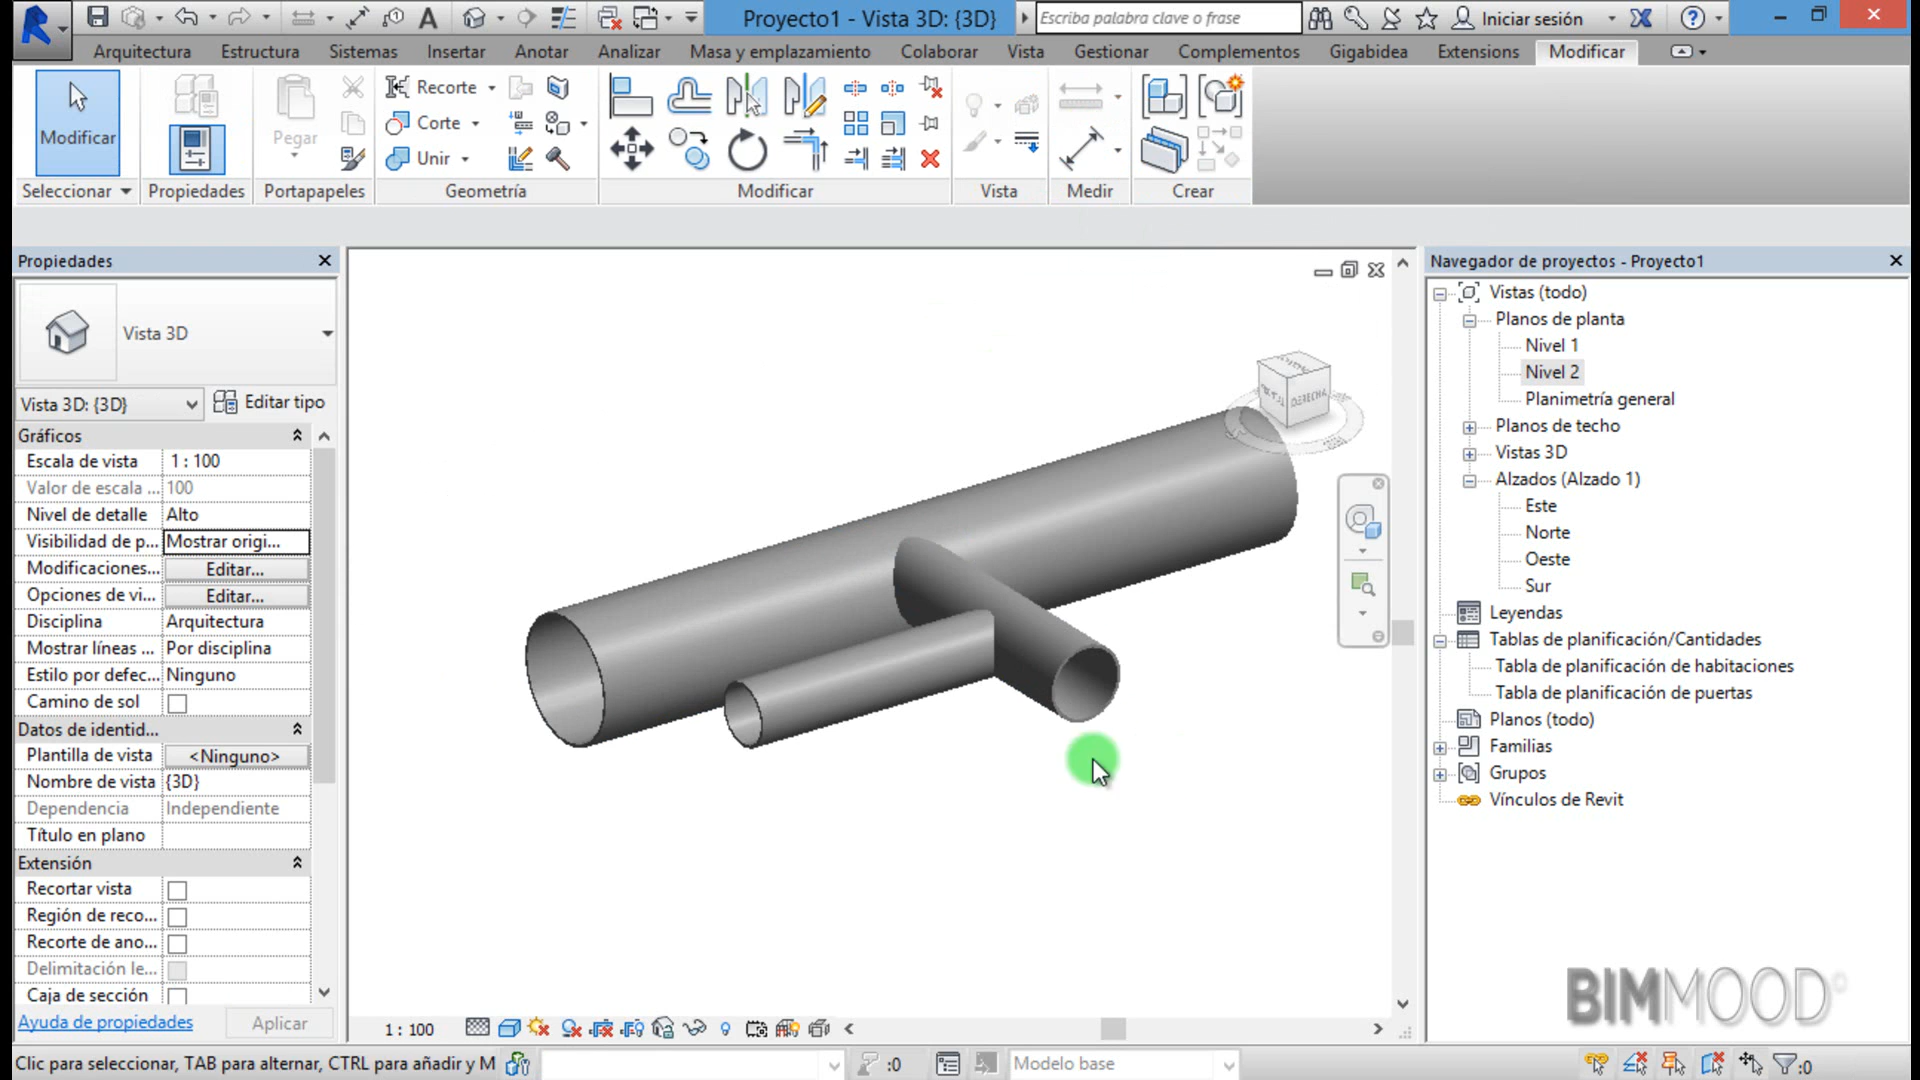 Proyecto1 - Vista 3D: {3D}
Escriba palabra clave o frase
Iniciar sesión
Arquitectura Estructura Sistemas Insertar Anotar Analizar Masa y emplazamiento Colaborar Vista Gestionar Complementos Gigabidea Extensions Modificar
Modificar
Pegar
Recorte
Corte
Unir
Seleccionar Propiedades Portapapeles Geometría Modificar Vista Medir Crear
Propiedades
Vista 3D
Vista 3D: {3D} Editar tipo
Gráficos
Escala de vista 1 : 100
Valor de escala ... 100
Nivel de detalle Alto
Visibilidad de p... Mostrar origi...
Modificaciones... Editar...
Opciones de vi... Editar...
Disciplina Arquitectura
Mostrar líneas ... Por disciplina
Estilo por defec... Ninguno
Camino de sol
Datos de identid...
Plantilla de vista <Ninguno>
Nombre de vista {3D}
Dependencia Independiente
Título en plano
Extensión
Recortar vista
Región de reco...
Recorte de ano...
Delimitación le...
Caja de sección
Ayuda de propiedades Aplicar
DERECHA
1 : 100
Navegador de proyectos - Proyecto1
Vistas (todo)
Planos de planta
Nivel 1
Nivel 2
Planimetría general
Planos de techo
Vistas 3D
Alzados (Alzado 1)
Este
Norte
Oeste
Sur
Leyendas
Tablas de planificación/Cantidades
Tabla de planificación de habitaciones
Tabla de planificación de puertas
Planos (todo)
Familias
Grupos
Vínculos de Revit
BIMMOOD
Clic para seleccionar, TAB para alternar, CTRL para añadir y M
:0
Modelo base
:0